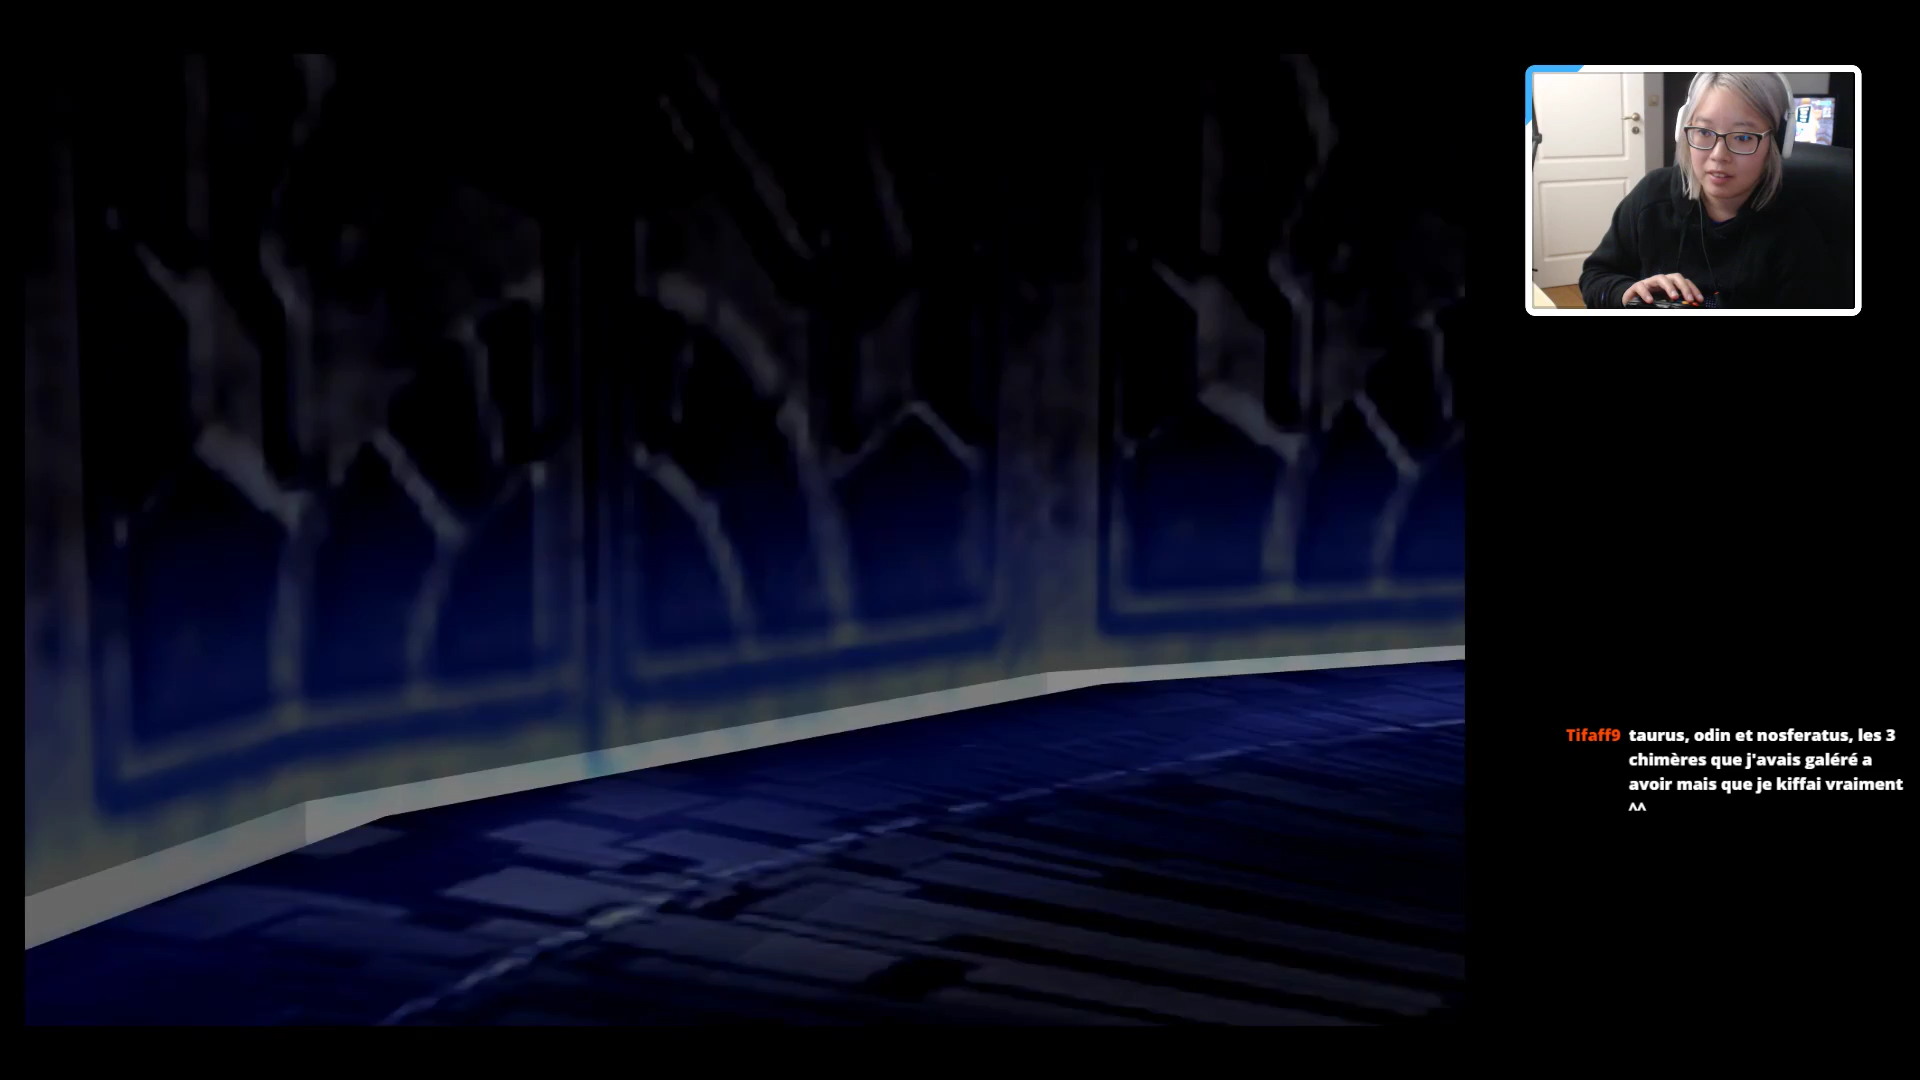 Tifaff9 taurus, odin et nosferatus, les 3
chimères que j'avais galéré a
avoir mais que je kiffai vraiment
^^